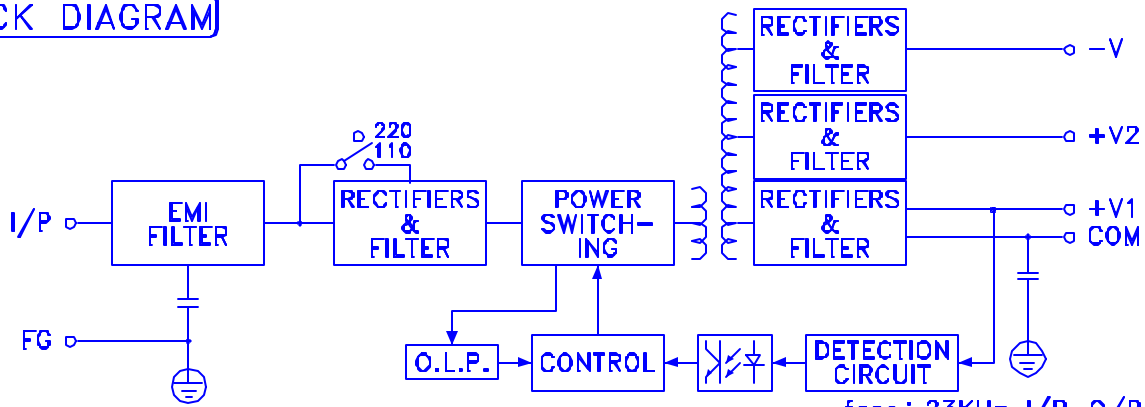 CK DIAGRAM
RECTIFIERS
&
FILTER
-V
RECTIFIERS
&
FILTER
+V2
220
110
I/P
EMI
FILTER
RECTIFIERS
&
FILTER
POWER
SWITCH-
ING
RECTIFIERS
&
FILTER
+V1
COM
FG
O.L.P.
CONTROL
DETECTION
CIRCUIT